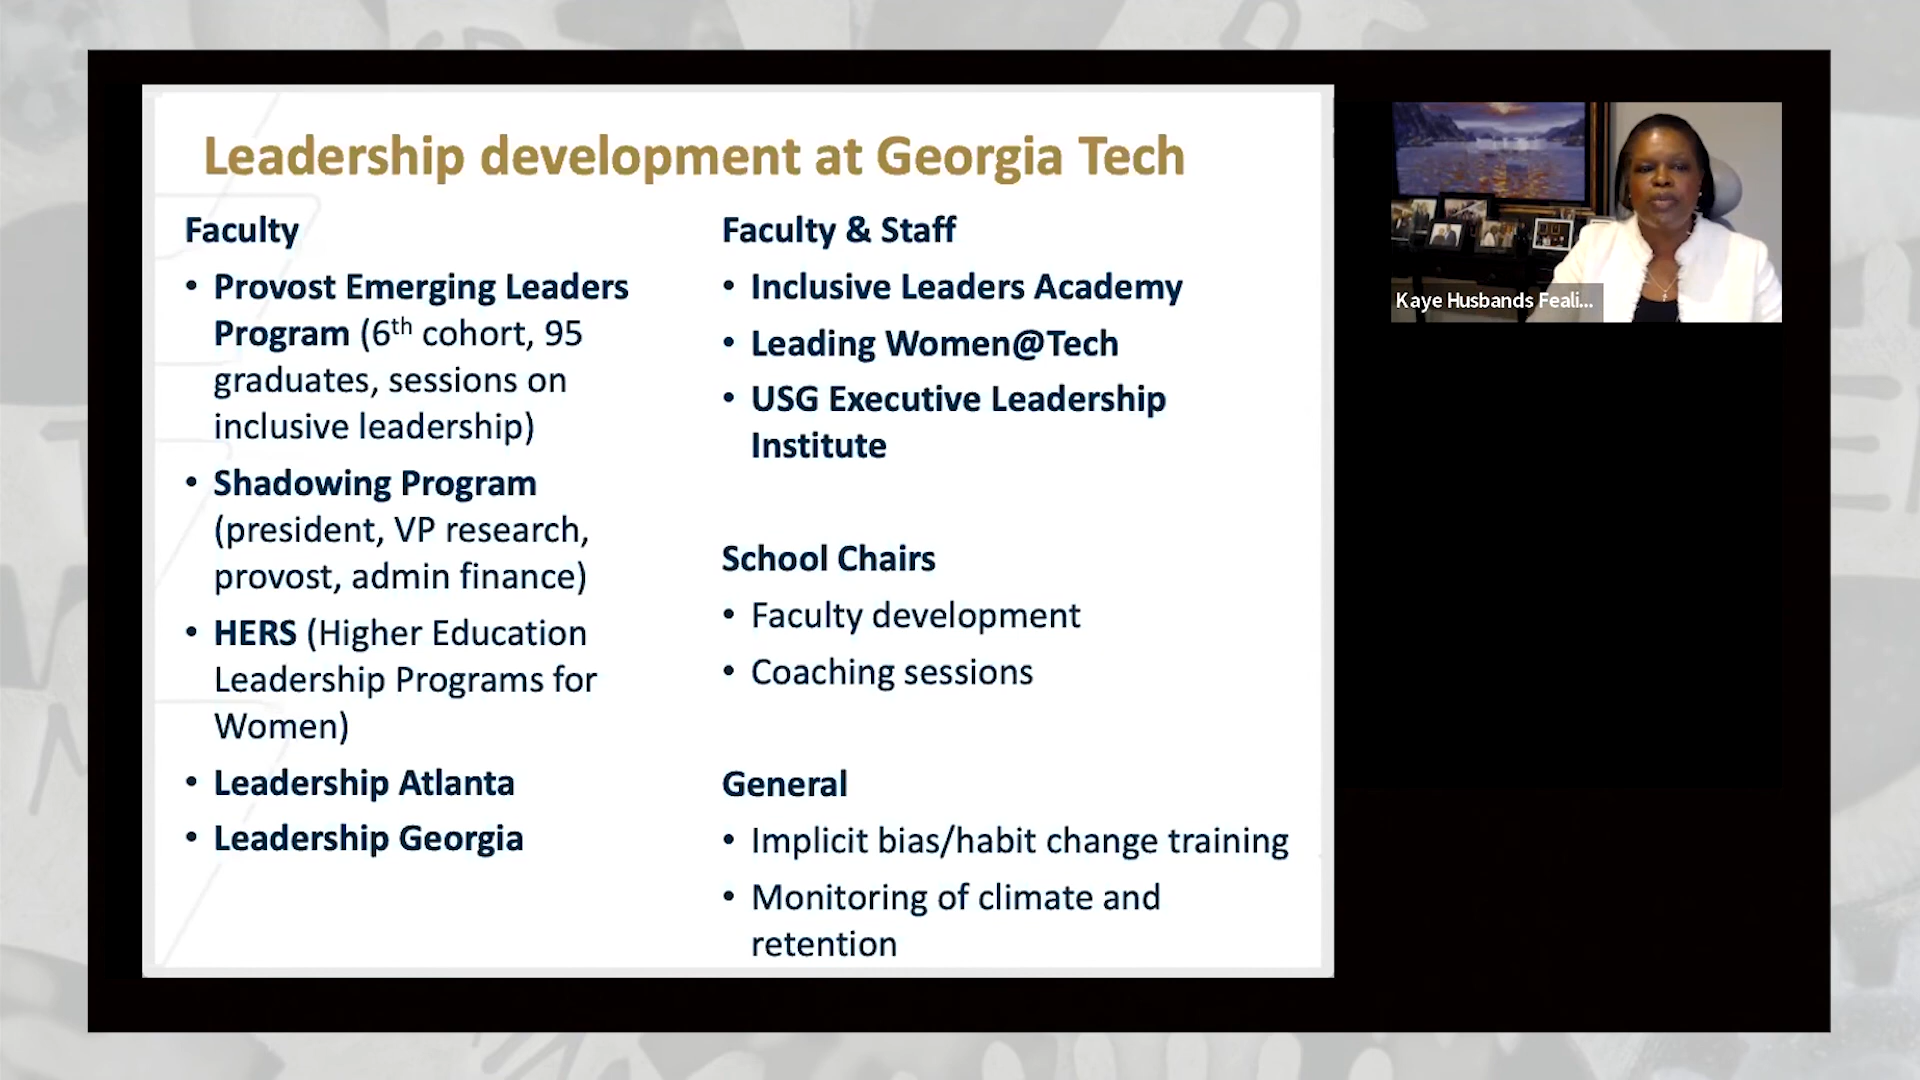 Leadership development at Georgia Tech
Faculty
• Provost Emerging Leaders
Program (6th cohort, 95
graduates, sessions on
inclusive leadership)
• Shadowing Program
(president, VP research,
provost, admin finance)
• HERS (Higher Education
Leadership Programs for
Women)
• Leadership Atlanta
• Leadership Georgia
Faculty & Staff
• Inclusive Leaders Academy
• Leading Women@Tech
• USG Executive Leadership
Institute
School Chairs
• Faculty development
• Coaching sessions
General
• Implicit bias/habit change training
• Monitoring of climate and
retention
Kaye Husbands Feali...